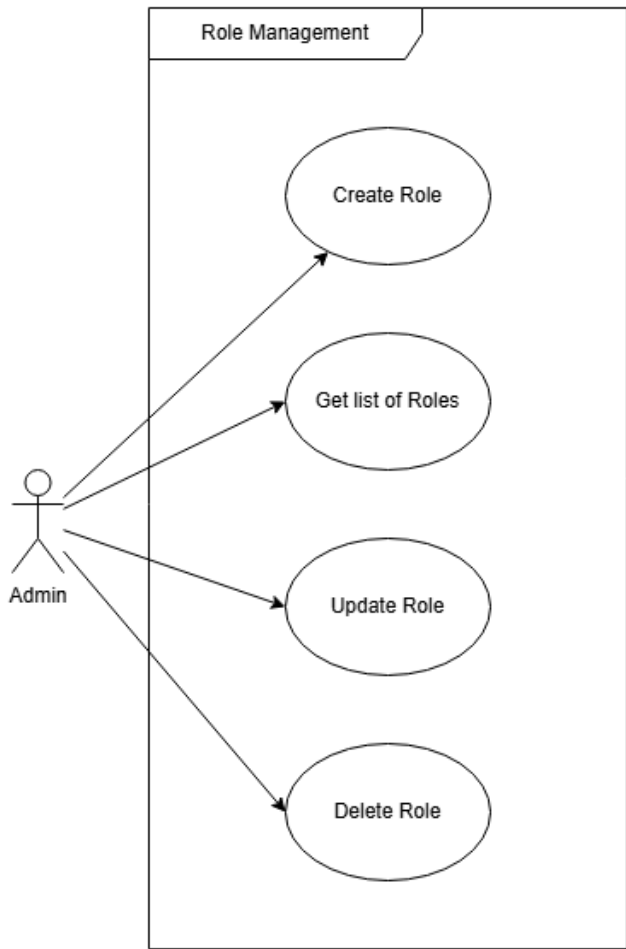 Role Management
Create Role
Get list of Roles
Admin
Update Role
Delete Role